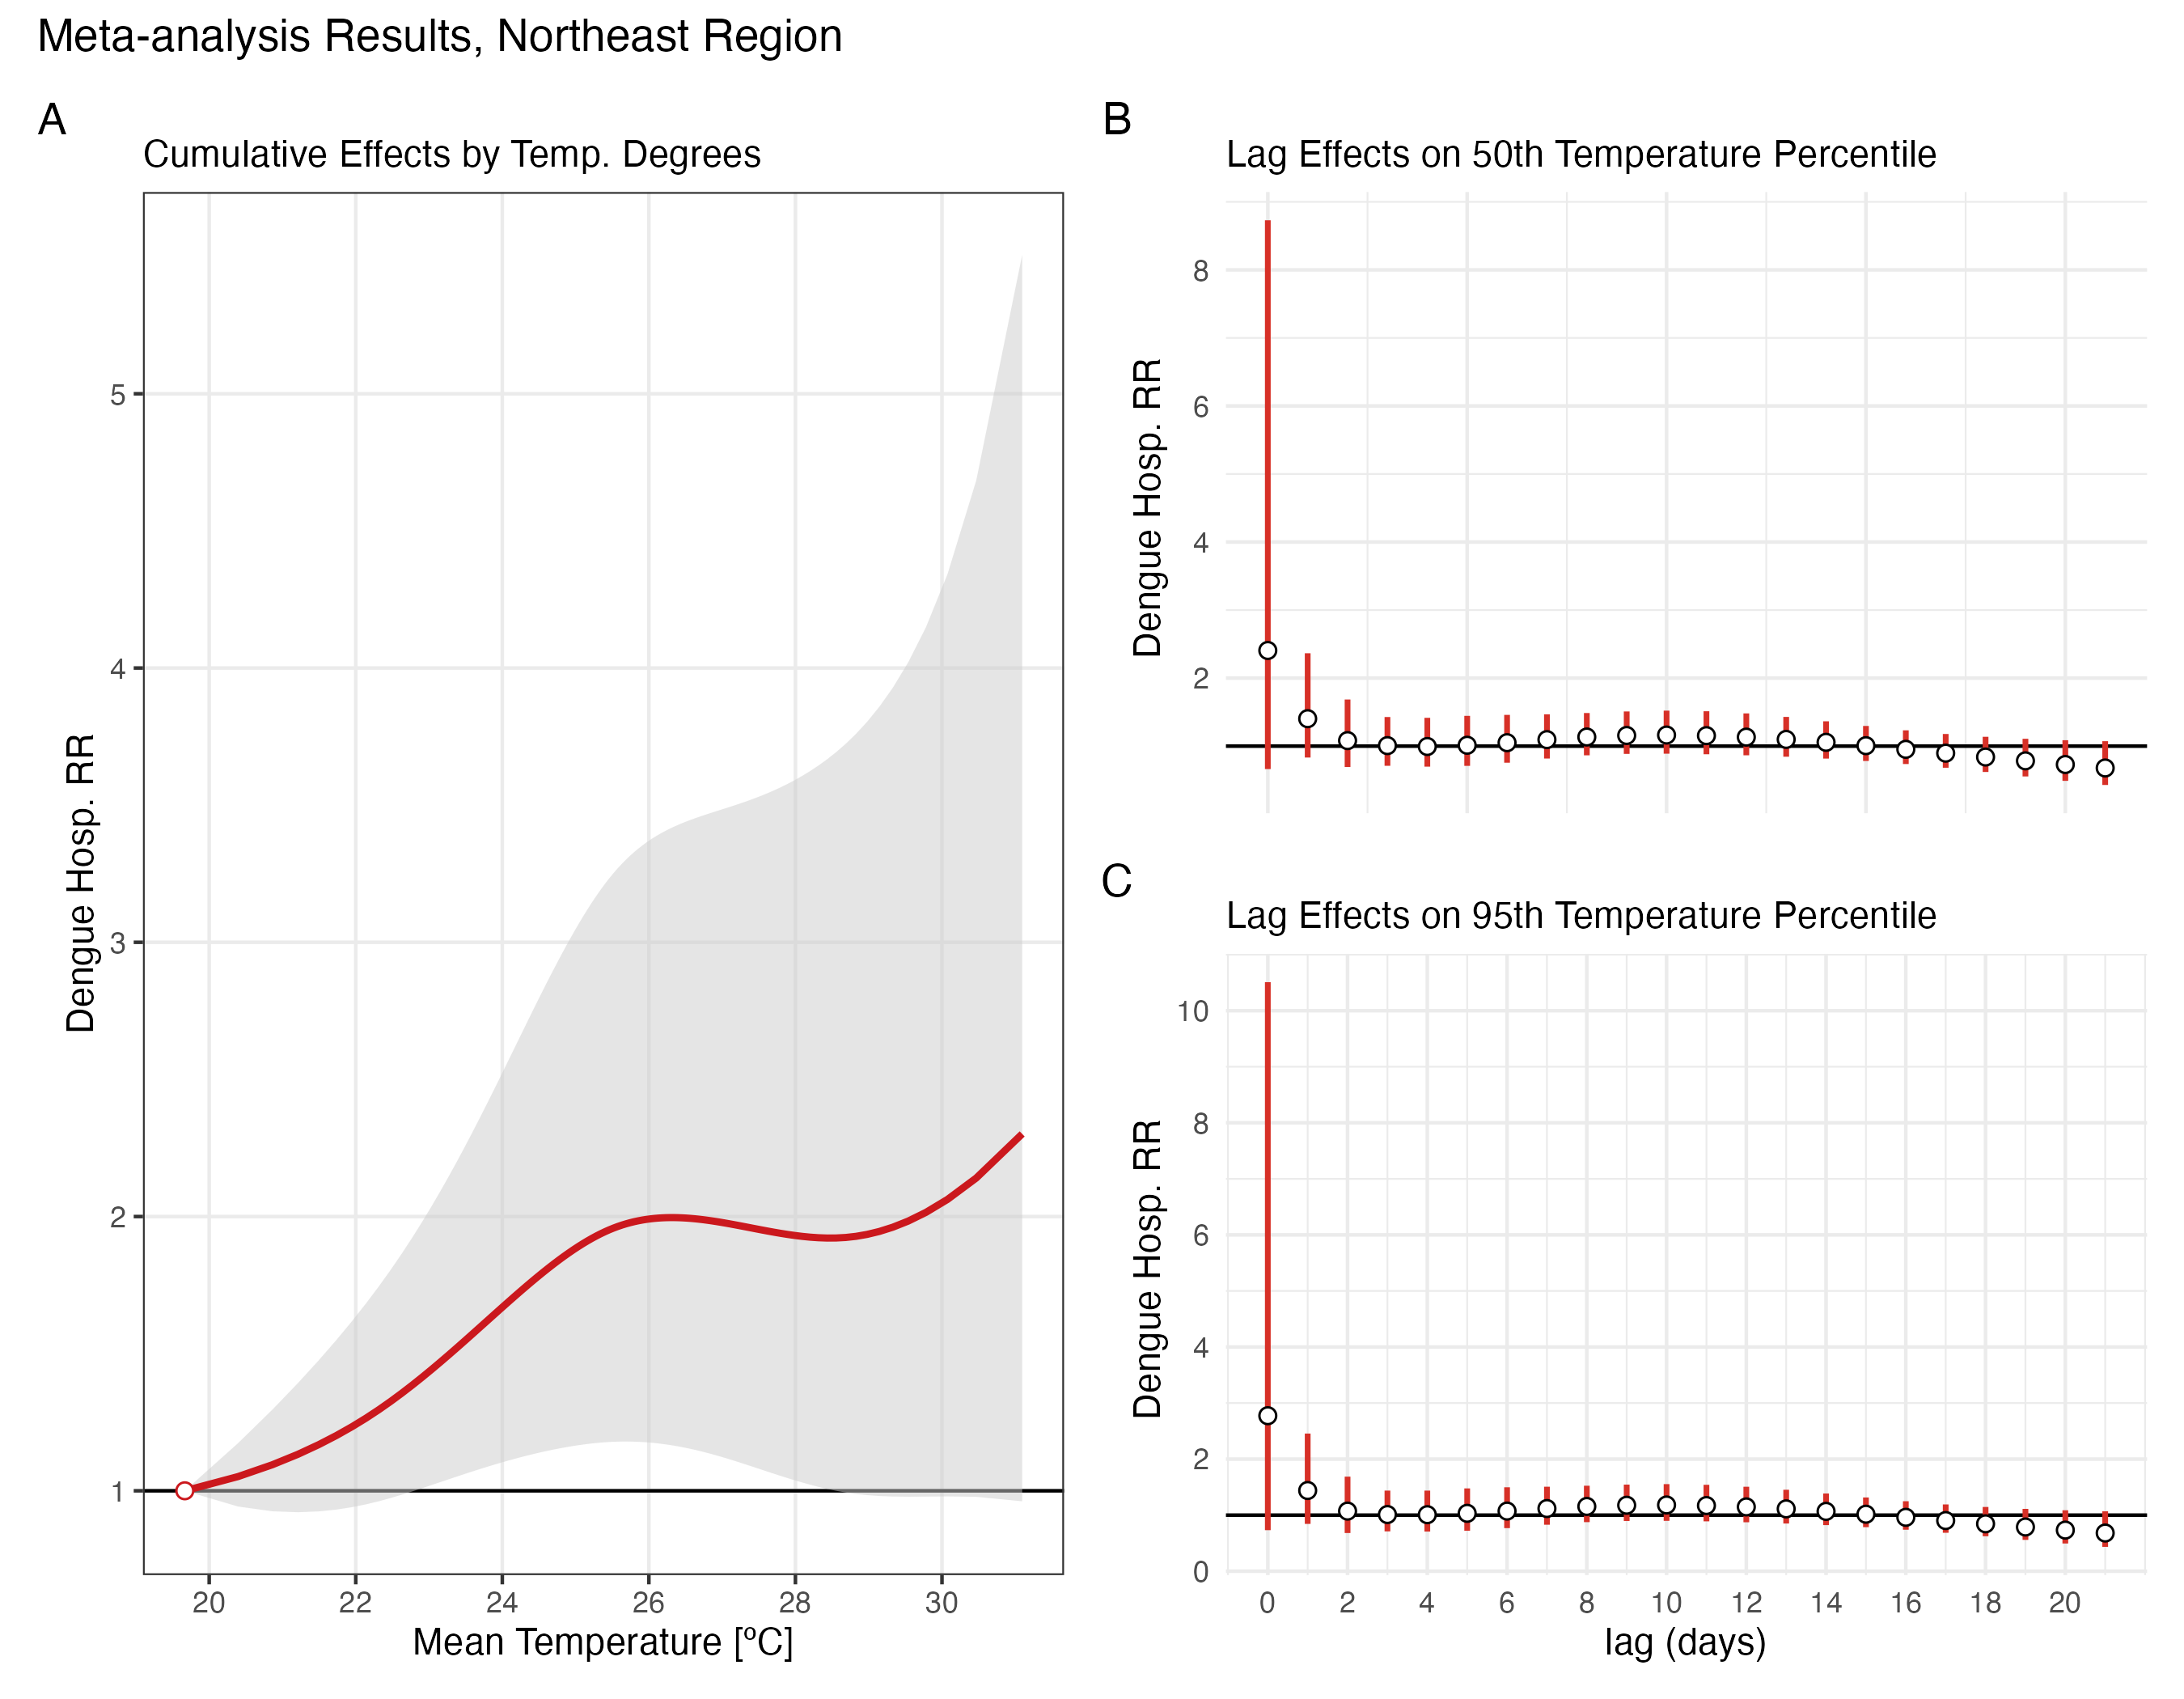 Meta-analysis Results, Northeast Region
A
Cumulative Effects by Temp. Degrees
Dengue Hosp. RR
5
4
3
2
1
20 22 24 26 28 30
Mean Temperature [ºC]
B
Lag Effects on 50th Temperature Percentile
Dengue Hosp. RR
8
6
4
2
C
Lag Effects on 95th Temperature Percentile
Dengue Hosp. RR
10
8
6
4
2
0
0 2 4 6 8 10 12 14 16 18 20
lag (days)